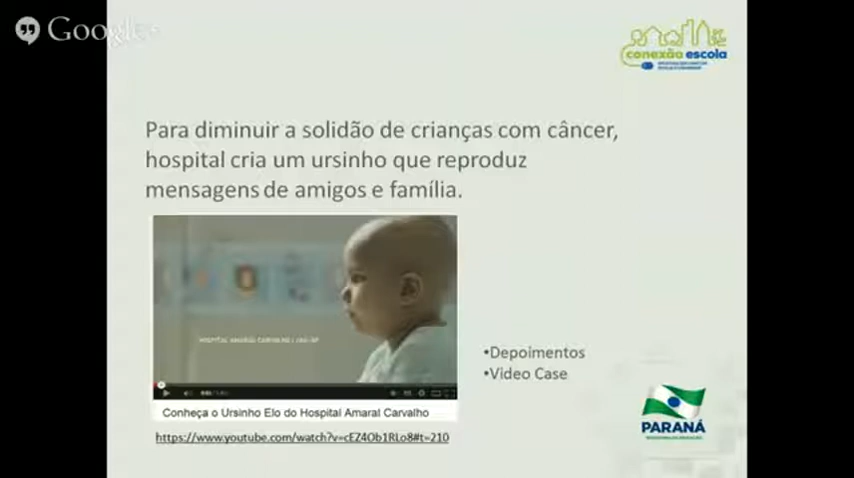 Google+
conexão escola
Para diminuir a solidão de crianças com câncer,
hospital cria um ursinho que reproduz
mensagens de amigos e família.
HOSPITAL AMARAL CARVALHO | JAÚ-SP
•Depoimentos
•Video Case
Conheça o Ursinho Elo do Hospital Amaral Carvalho
https://www.youtube.com/watch?v=cEZ4Ob1RLo8#t=210
PARANÁ